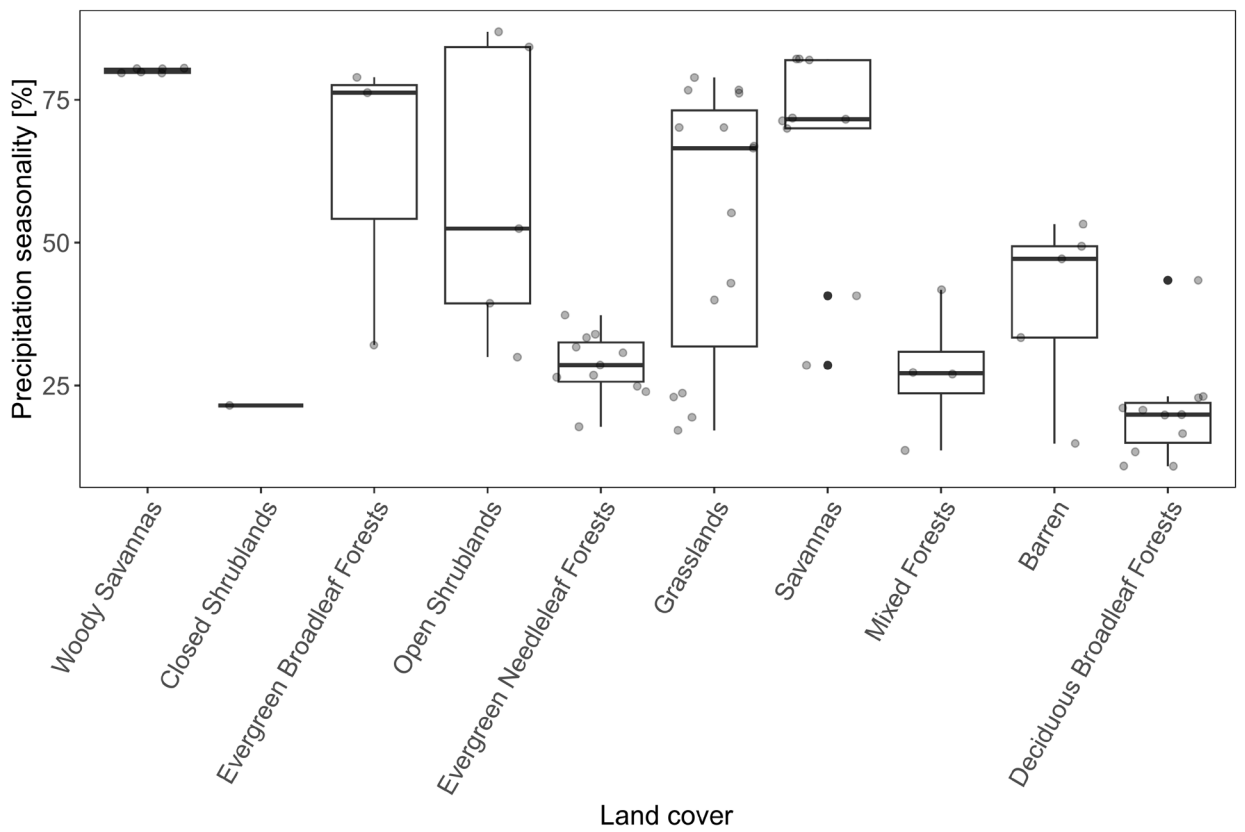 Precipitation seasonality [%]
75
50
25
Woody Savannas
Closed Shrublands
Evergreen Broadleaf Forests
Open Shrublands
Evergreen Needleleaf Forests
Grasslands
Savannas
Mixed Forests
Barren
Deciduous Broadleaf Forests
Land cover